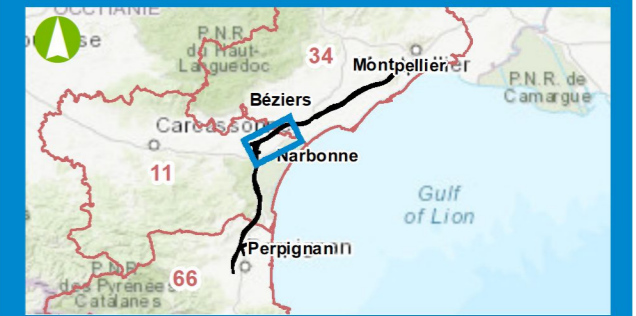 OCCITANIE
P.N.R.
du Haut-
Languedoc
34
Montpellier
P.N.R. de
Camargue
Béziers
Narbonne
11
Gulf
of Lion
Perpignan
66
des Pyrénées
Catalanes